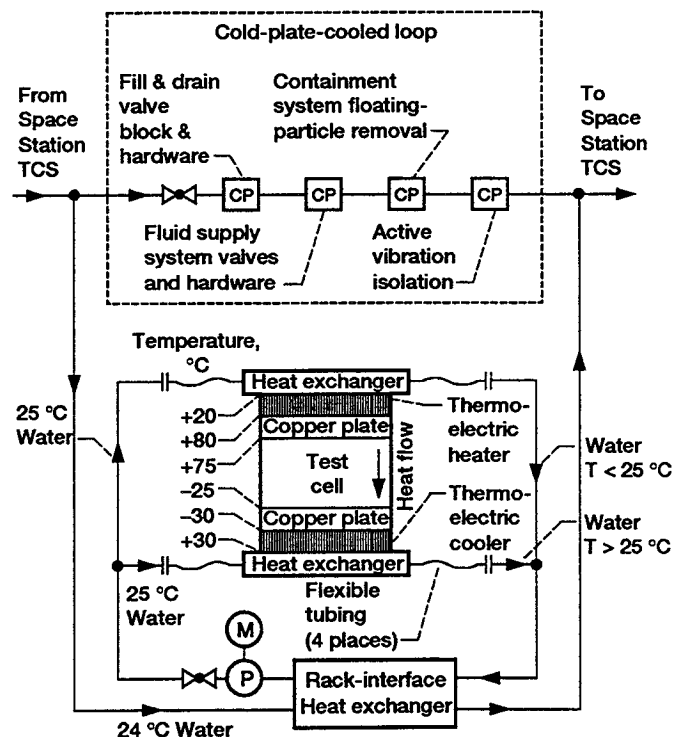 Cold-plate-cooled loop
From
Space
Station
TCS
Fill & drain
valve
block &
hardware
Containment
system floating-
particle removal
To
Space
Station
TCS
CP
CP
CP
CP
Fluid supply
system valves
and hardware
Active
vibration
isolation
Temperature,
°C
Heat exchanger
+20
+80
+75
Copper plate
Thermo-
electric
heater
25 °C
Water
Test
cell
Heat flow
Water
T < 25 °C
–25
–30
+30
Copper plate
Thermo-
electric
cooler
Heat exchanger
Water
T > 25 °C
25 °C
Water
Flexible
tubing
(4 places)
M
P
Rack-interface
Heat exchanger
24 °C Water